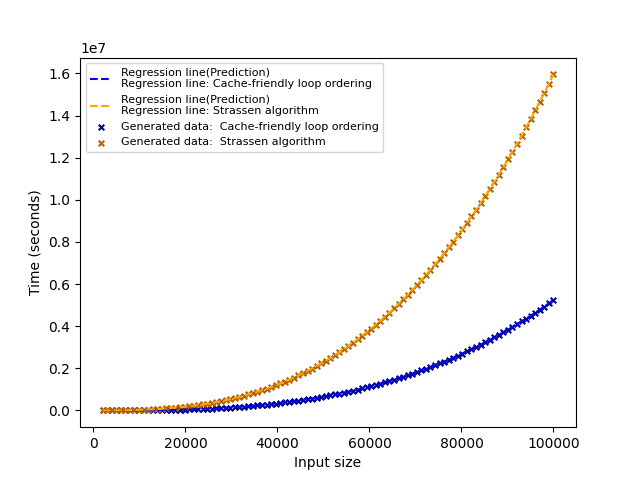 1e7
Regression line(Prediction)
Regression line: Cache-friendly loop ordering
Regression line(Prediction)
Regression line: Strassen algorithm
Generated data:  Cache-friendly loop ordering
Generated data:  Strassen algorithm
1.6
1.4
1.2
1.0
0.8
0.6
0.4
0.2
0.0
Time (seconds)
0 20000 40000 60000 80000 100000
Input size